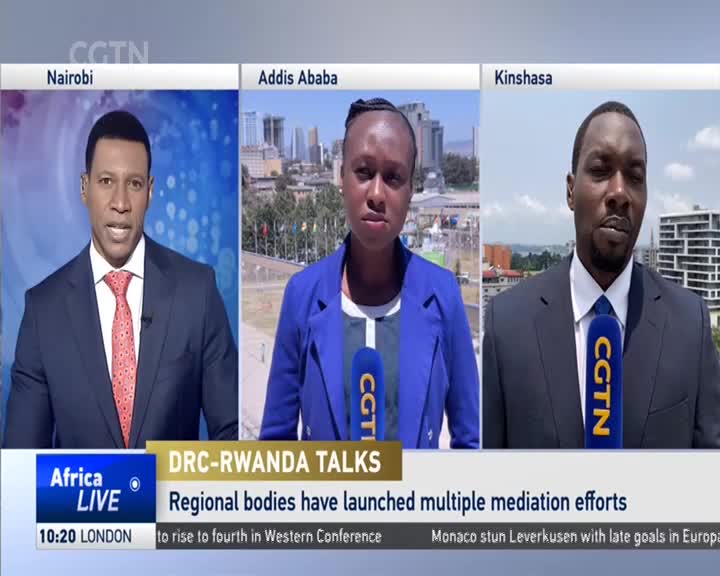 CGTN
Nairobi
Addis Ababa
Kinshasa
CGTN
CGTN
DRC-RWANDA TALKS
Regional bodies have launched multiple mediation efforts
Africa
LIVE
10:20 LONDON
to rise to fourth in Western Conference
Monaco stun Leverkusen with late goals in Europa